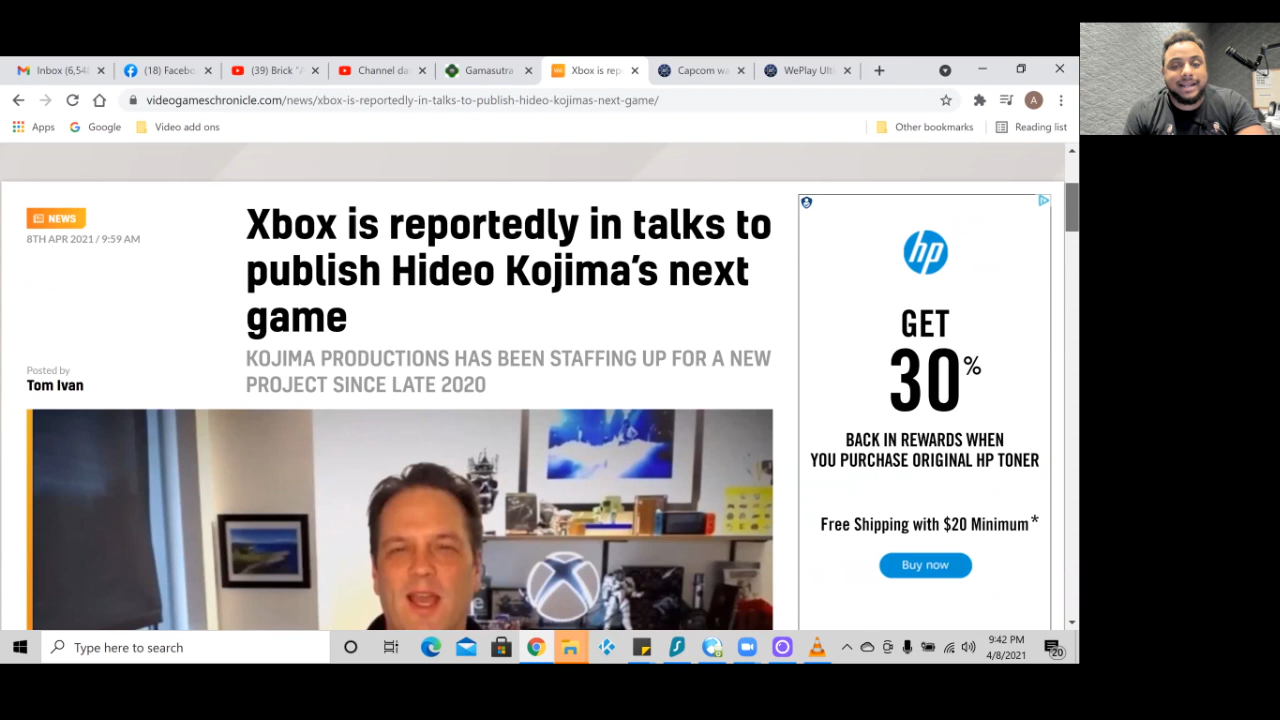 Inbox (6,54
(18) Facebo
(39) Brick "A
Channel da
Gamasutra
Xbox is rep
Capcom wa
WePlay Ult
videogameschronicle.com/news/xbox-is-reportedly-in-talks-to-publish-hideo-kojimas-next-game/
A
Apps
Google
Video add ons
Other bookmarks
Reading list
NEWS
8TH APR 2021 / 9:59 AM
Xbox is reportedly in talks to
publish Hideo Kojima's next
game
KOJIMA PRODUCTIONS HAS BEEN STAFFING UP FOR A NEW
PROJECT SINCE LATE 2020
Posted by
Tom Ivan
hp
GET
30%
BACK IN REWARDS WHEN
YOU PURCHASE ORIGINAL HP TONER
Free Shipping with $20 Minimum*
Buy now
Type here to search
9:42 PM
4/8/2021
20